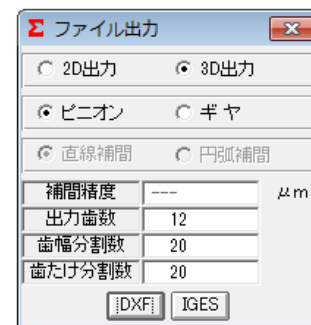 Σ ファイル出力
2D出力 3D出力
ピニオン ギヤ
直線補間 円弧補間
補間精度 --- μm
出力歯数 12
歯幅分割数 20
歯たけ分割数 20
DXF IGES